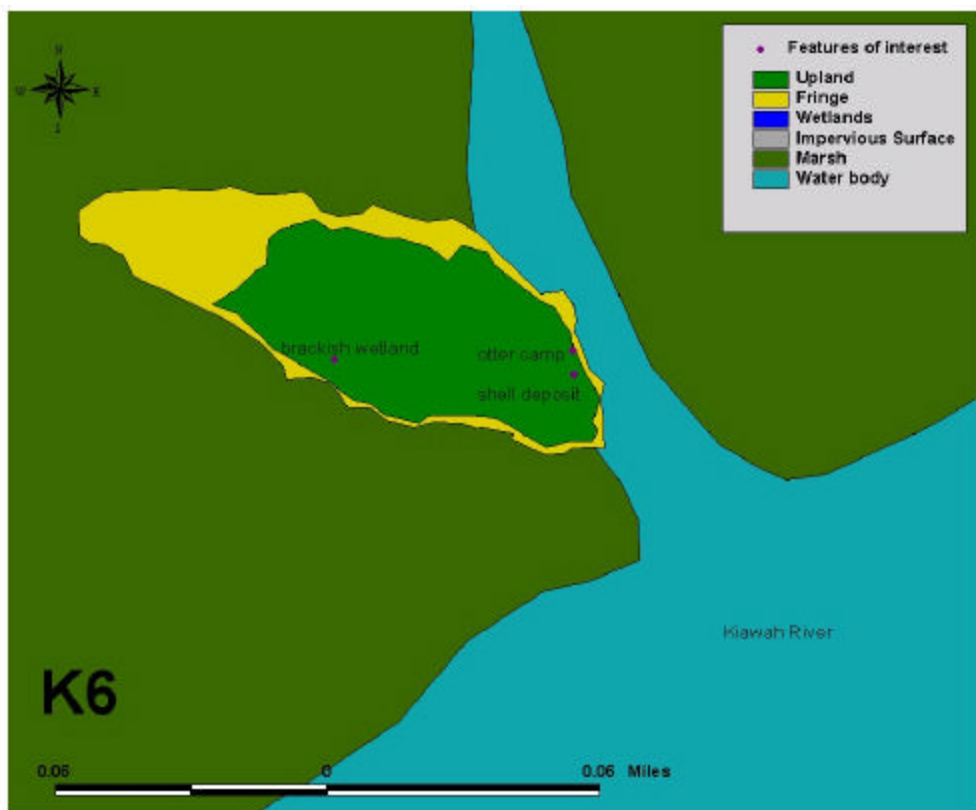 N
W E
S
Features of interest
Upland
Fringe
Wetlands
Impervious Surface
Marsh
Water body
brackish wetland
otter camp
shell deposit
Kiawah River
K6
0.06 0 0.06 Miles